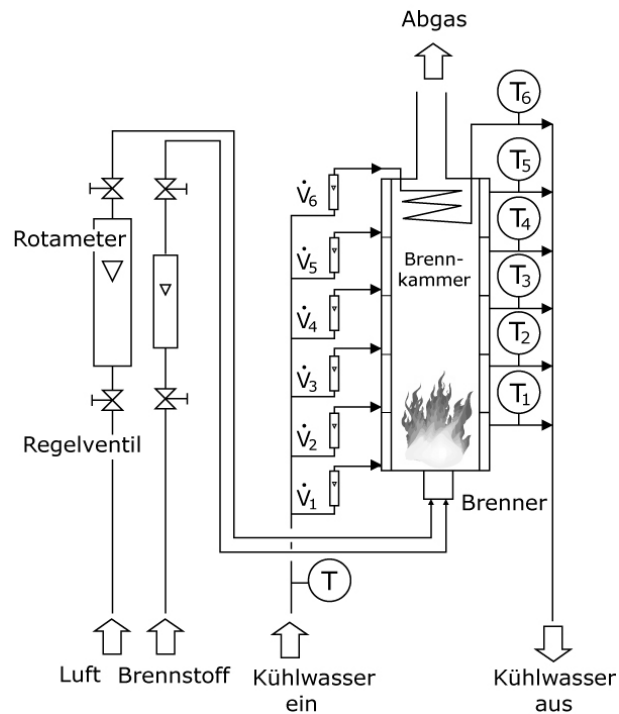 Abgas
T6
T5
V̇6
T4
Rotameter
Brenn-
kammer
V̇5
T3
V̇4
T2
V̇3
T1
Regelventil
V̇2
V̇1
Brenner
T
Luft
Brennstoff
Kühlwasser
ein
Kühlwasser
aus